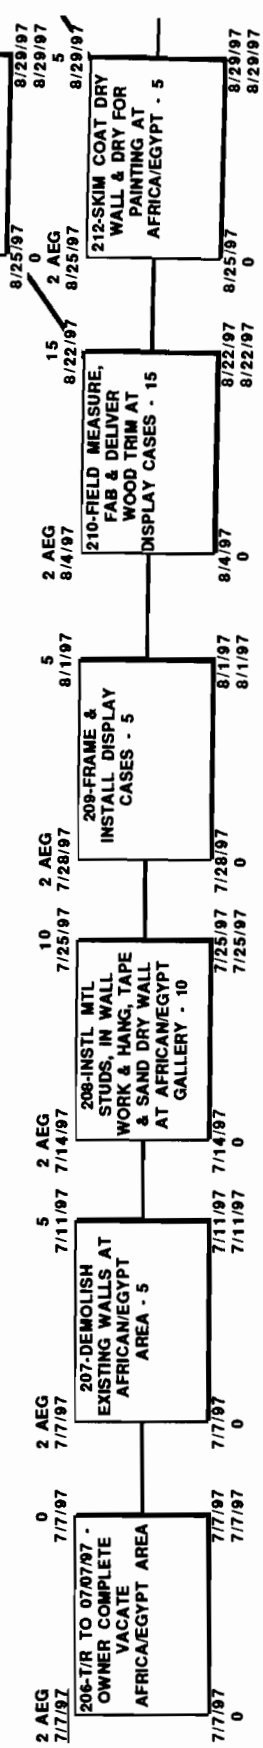 2 AEG 0
7/7/97 7/7/97
206-T/R TO 07/07/97 -
OWNER COMPLETE
VACATE
AFRICA/EGYPT AREA
7/7/97 7/7/97
0 7/7/97
2 AEG 5
7/7/97 7/11/97
207-DEMOLISH
EXISTING WALLS AT
AFRICAN/EGYPT
AREA - 5
7/7/97 7/11/97
0 7/11/97
2 AEG 10
7/14/97 7/25/97
208-INSTL MTL
STUDS, IN WALL
WORK & HANG, TAPE
& SAND DRY WALL
AT AFRICAN/EGYPT
GALLERY - 10
7/14/97 7/25/97
0 7/25/97
2 AEG 5
7/28/97 8/1/97
209-FRAME &
INSTALL DISPLAY
CASES - 5
7/28/97 8/1/97
0 8/1/97
2 AEG 15
8/4/97 8/22/97
210-FIELD MEASURE,
FAB & DELIVER
WOOD TRIM AT
DISPLAY CASES - 15
8/4/97 8/22/97
0 8/22/97
8/25/97 8/29/97
0 8/29/97
2 AEG 5
8/25/97 8/29/97
212-SKIM COAT DRY
WALL & DRY FOR
PAINTING AT
AFRICA/EGYPT - 5
8/25/97 8/29/97
0 8/29/97